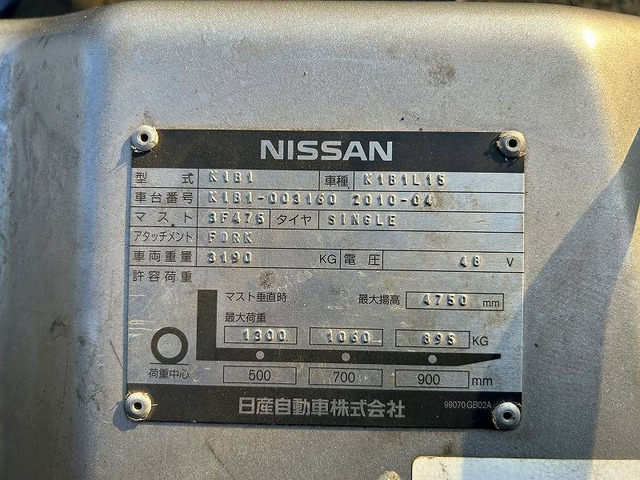 NISSAN
型式 K1B1 車種 K1B1L15
車台番号 K1B1-003160 2010-04
マスト 3F475 タイヤ SINGLE
アタッチメント FORK
車両重量 3190 KG 電圧 48 V
許容荷重
マスト垂直時 最大揚高 4750 mm
最大荷重
1300 1060 895 KG
荷重中心 500 700 900 mm
日産自動車株式会社 99070 GB02A